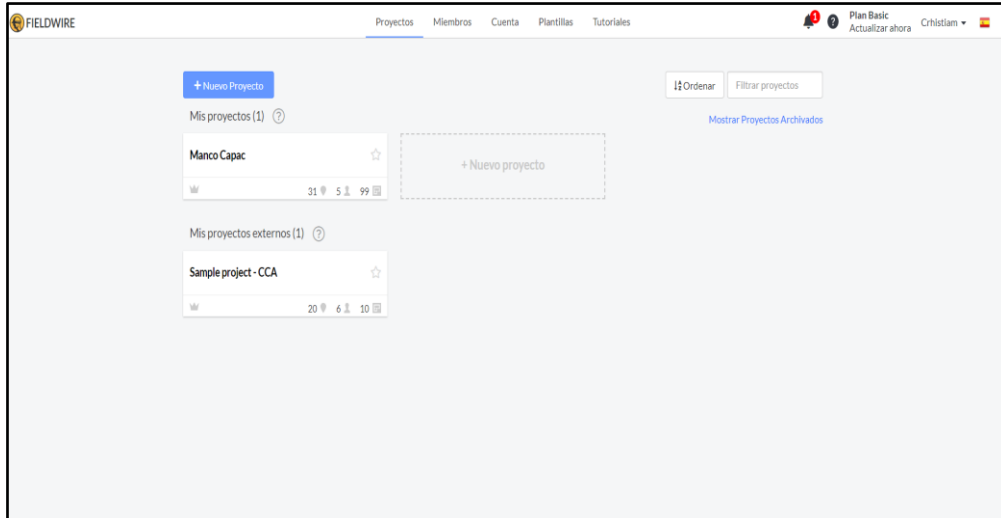 FIELDWIRE
Proyectos Miembros Cuenta Plantillas Tutoriales
1
?
Plan Basic
Actualizar ahora
Crhistiam
+ Nuevo Proyecto
Ordenar
Filtrar proyectos
Mis proyectos (1) ?
Mostrar Proyectos Archivados
Manco Capac
31 5 99
+ Nuevo proyecto
Mis proyectos externos (1) ?
Sample project - CCA
20 6 10